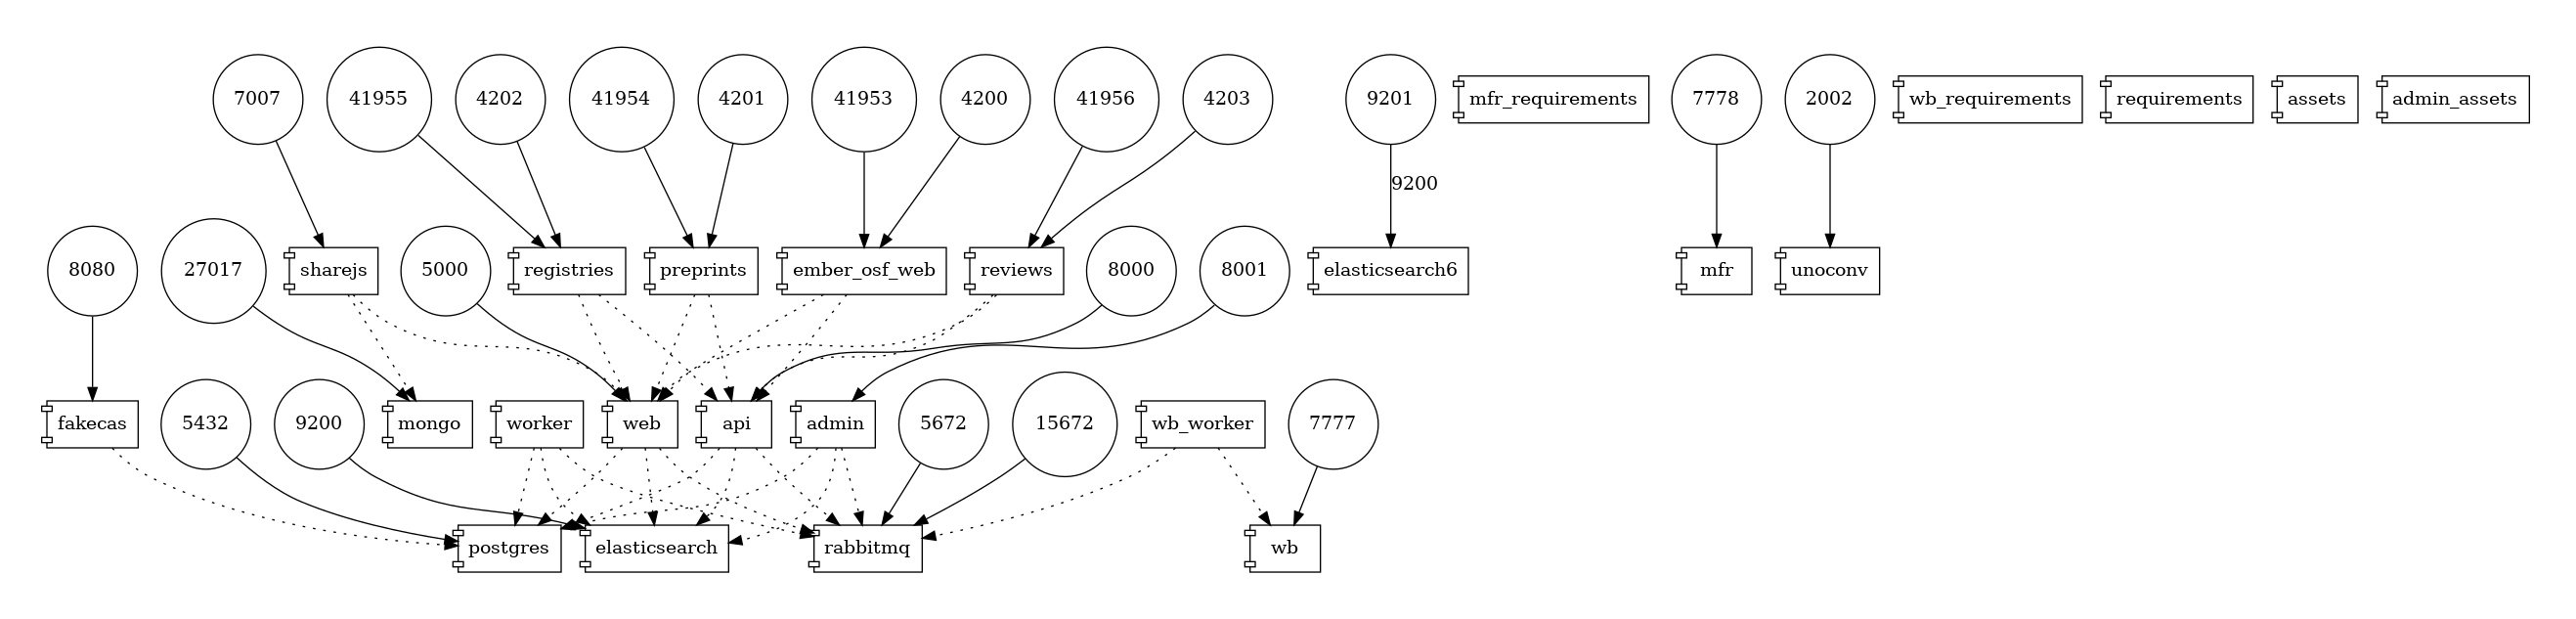 7007
41955
4202
41954
4201
41953
4200
41956
4203
9201
mfr_requirements
7778
2002
wb_requirements
requirements
assets
admin_assets
9200
8080
27017
sharejs
5000
registries
preprints
ember_osf_web
reviews
8000
8001
elasticsearch6
mfr
unoconv
fakecas
5432
9200
mongo
worker
web
api
admin
5672
15672
wb_worker
7777
postgres
elasticsearch
rabbitmq
wb